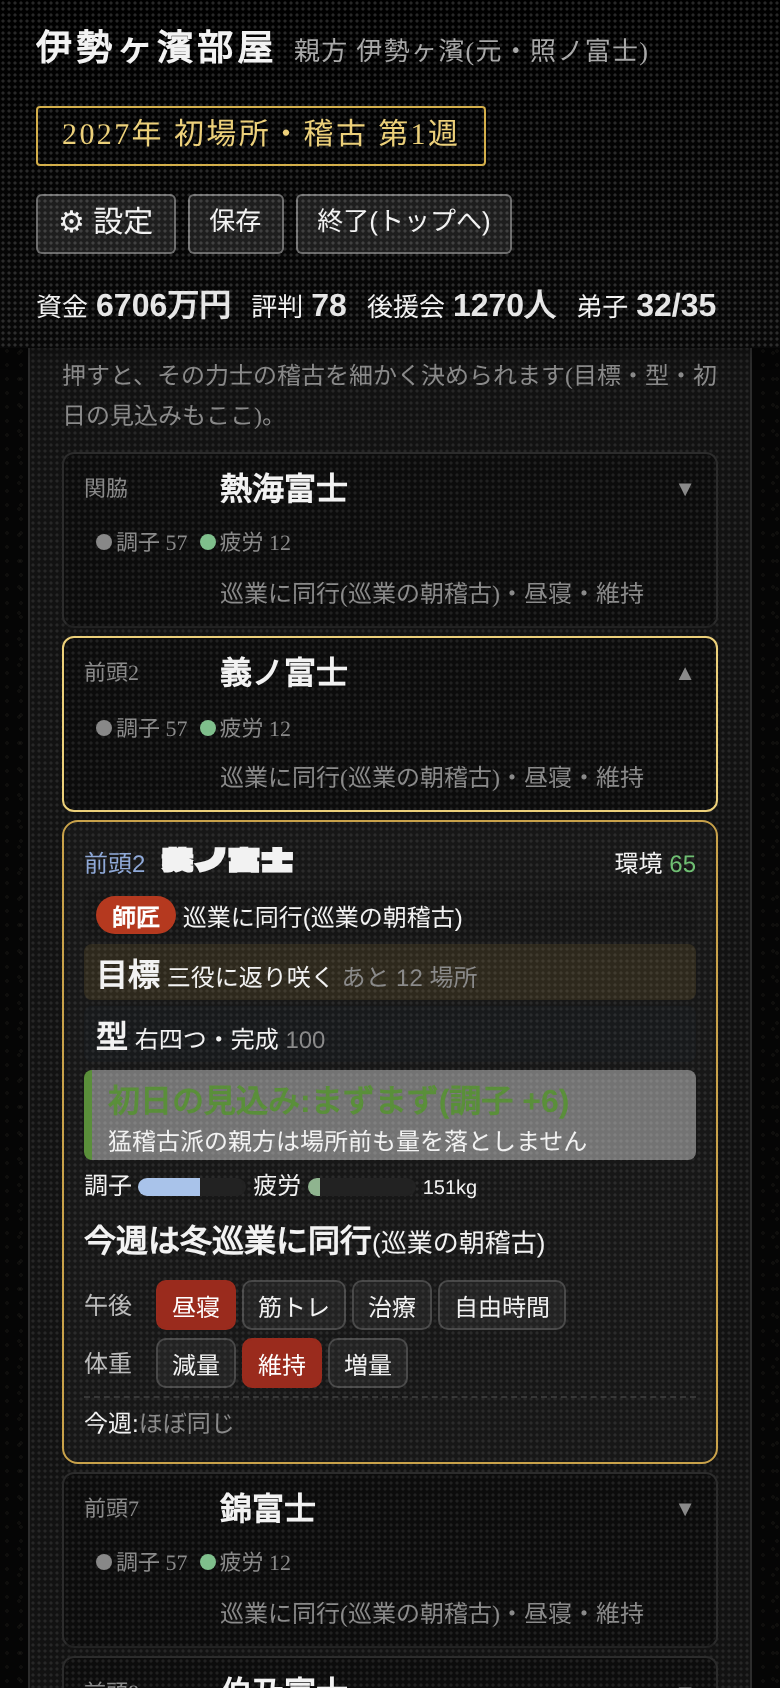 伊勢ヶ濱部屋 親方 伊勢ヶ濱(元・照ノ富士)
2027年 初場所・稽古 第1週
⚙ 設定 保存 終了(トップへ)
資金 6706万円 評判 78 後援会 1270人 弟子 32/35
押すと、その力士の稽古を細かく決められます(目標・型・初
日の見込みもここ)。
関脇 熱海富士 ▼
調子 57 疲労 12
巡業に同行(巡業の朝稽古)・昼寝・維持
前頭2 義ノ富士 ▲
調子 57 疲労 12
巡業に同行(巡業の朝稽古)・昼寝・維持
前頭2 義ノ富士 環境 65
師匠 巡業に同行(巡業の朝稽古)
目標 三役に返り咲く あと 12 場所
型 右四つ・完成 100
初日の見込み:まずまず(調子 +6)
猛稽古派の親方は場所前も量を落としません
調子 疲労 151kg
今週は冬巡業に同行(巡業の朝稽古)
午後 昼寝 筋トレ 治療 自由時間
体重 減量 維持 増量
今週:ほぼ同じ
前頭7 錦富士 ▼
調子 57 疲労 12
巡業に同行(巡業の朝稽古)・昼寝・維持